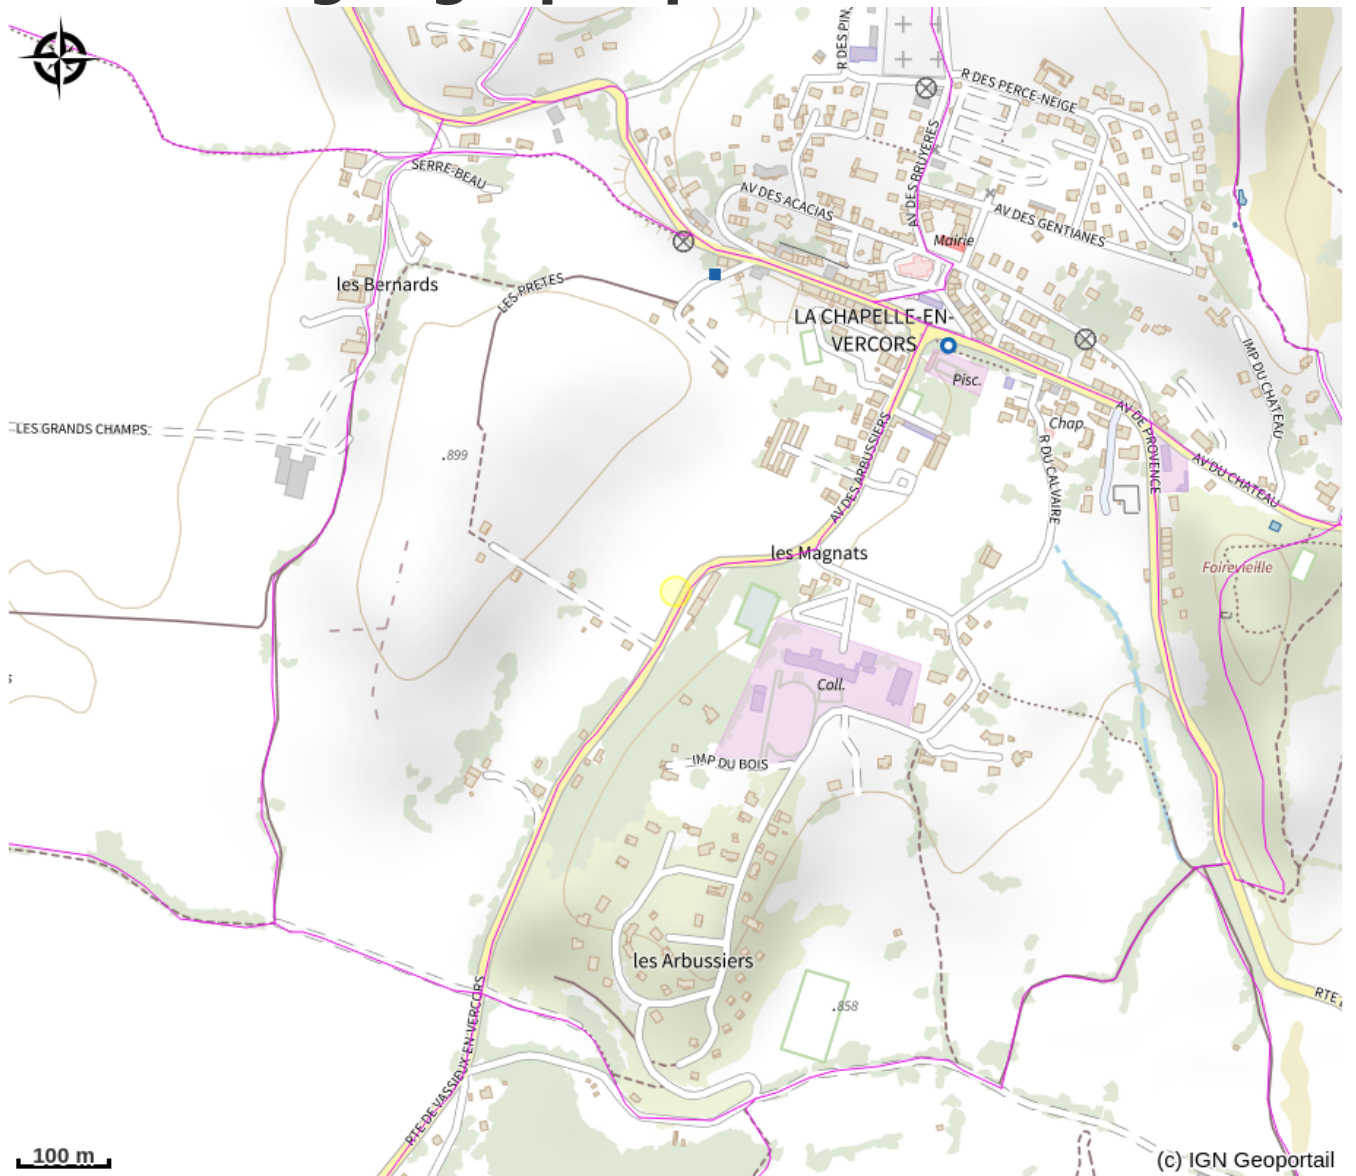 R DES PINS
R DES PERCE-NEIGE
SERRE-BEAU
AV DES ACACIAS
AV DES BRUYERES
AV DES GENTIANES
Mairie
les Bernards
LES PRETES
LA CHAPELLE-EN-
VERCORS
IMP DU CHATEAU
Pisc.
LES GRANDS CHAMPS
.899
AV DES ARBUSSIERS
Chap.
R DU CALVAIRE
AV DE PROVENCE
AV DU CHATEAU
les Magnats
Foirevieille
Coll.
IMP DU BOIS
les Arbussiers
RTE DE VASSIEUX-EN-VERCORS
.858
RTE
100 m
(c) IGN Geoportail